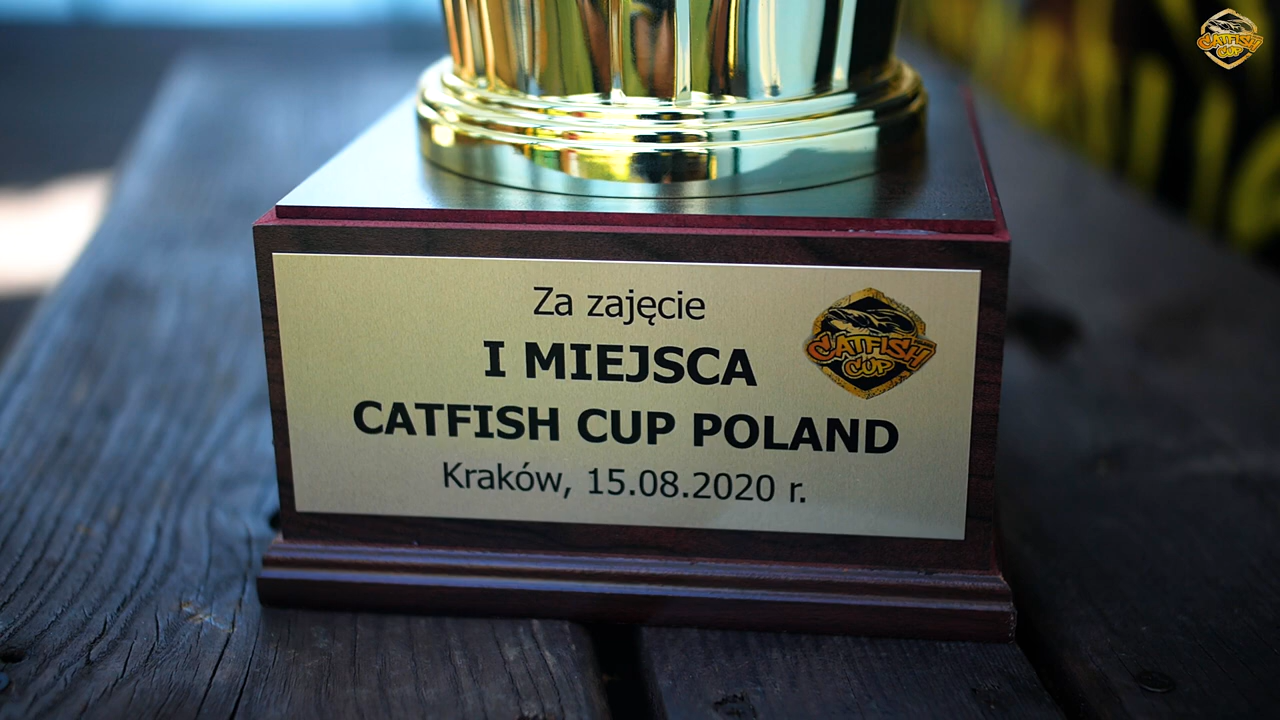 CATFISH
CUP
Za zajęcie
I MIEJSCA
CATFISH
CUP
CATFISH CUP POLAND
Kraków, 15.08.2020 r.